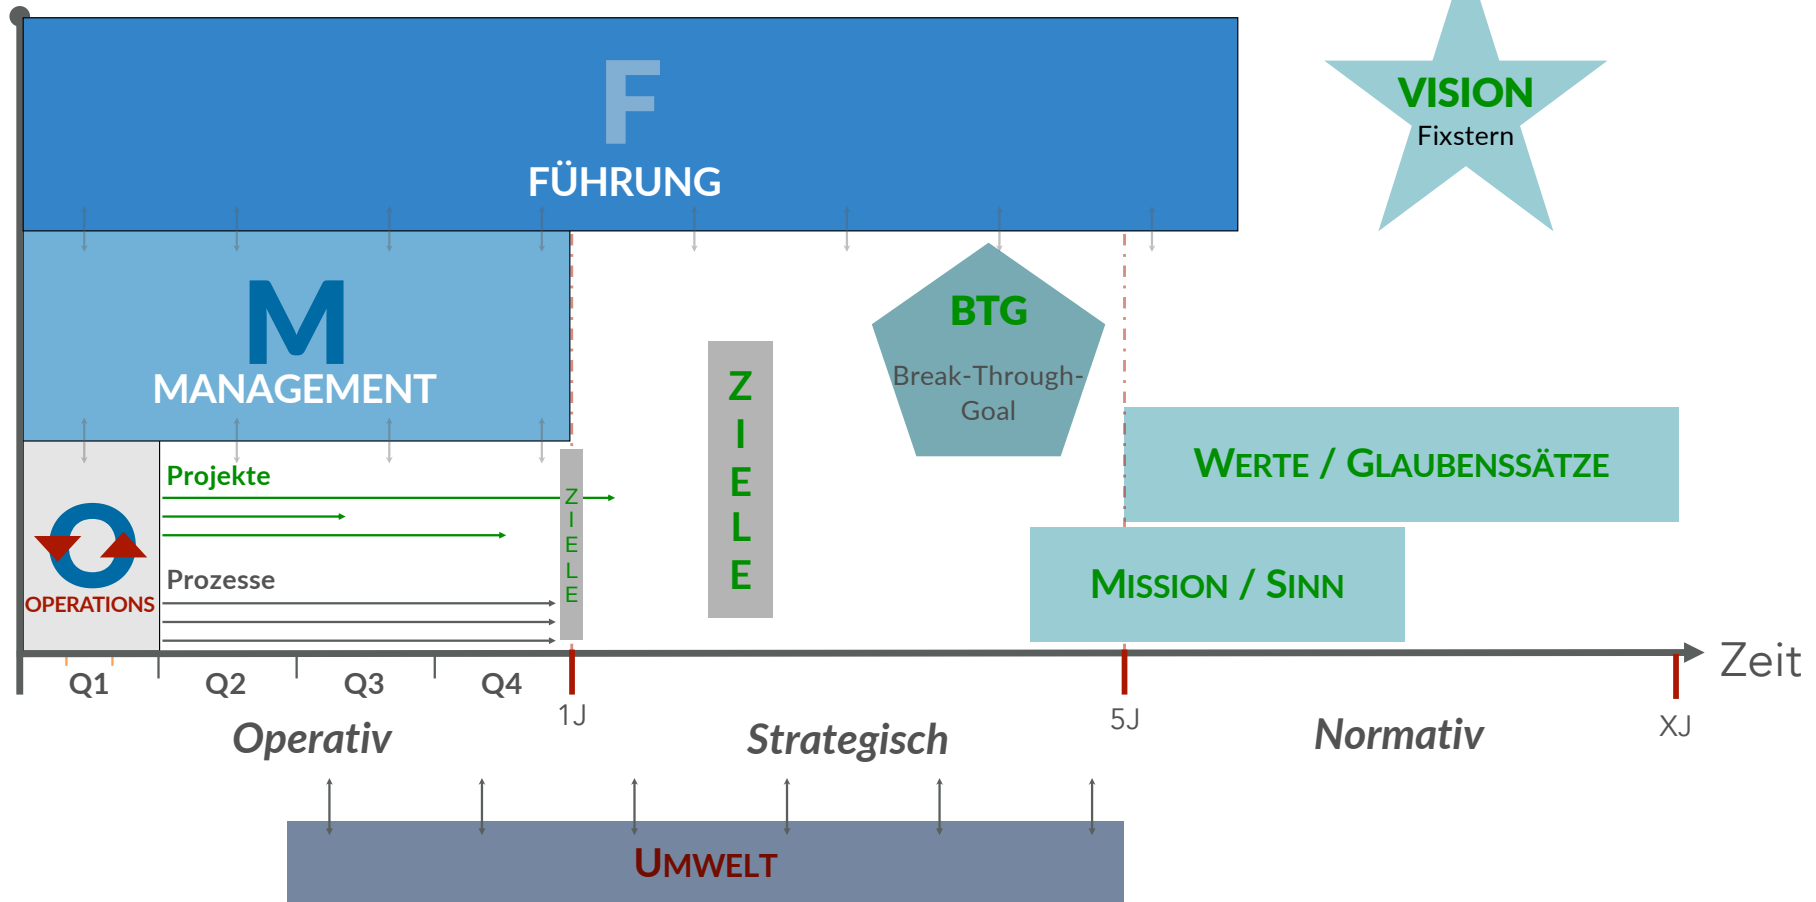 F
FÜHRUNG
VISION
Fixstern
M
MANAGEMENT
BTG
Break-Through-
Goal
Z
I
E
L
E
WERTE / GLAUBENSSÄTZE
Projekte
Z
I
E
L
E
MISSION / SINN
Prozesse
O
OPERATIONS
Zeit
Q1 Q2 Q3 Q4
1J 5J XJ
Operativ Strategisch Normativ
UMWELT